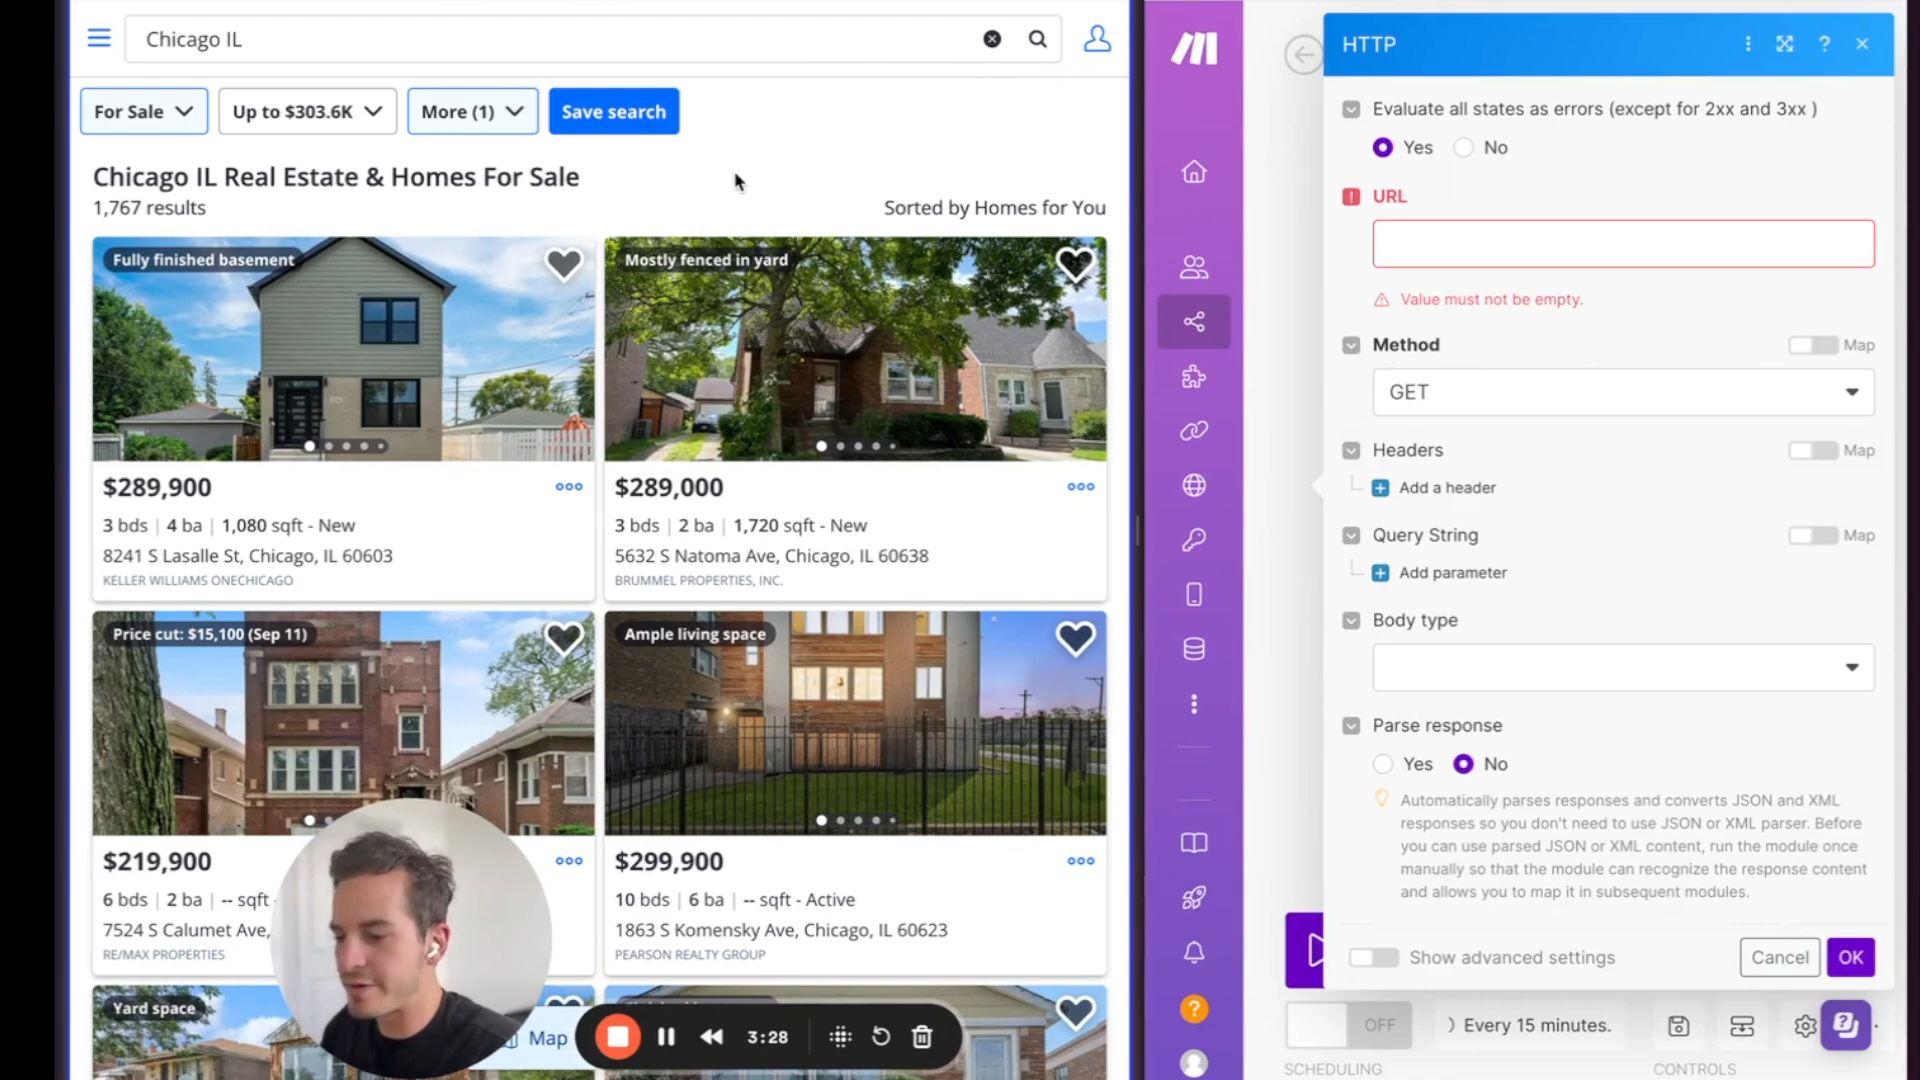 Chicago IL
For Sale
Up to $303.6K
More (1)
Save search
Chicago IL Real Estate & Homes For Sale
1,767 results
Sorted by Homes for You
Fully finished basement
$289,900
3 bds | 4 ba | 1,080 sqft - New
8241 S Lasalle St, Chicago, IL 60603
KELLER WILLIAMS ONECHICAGO
Mostly fenced in yard
$289,000
3 bds | 2 ba | 1,720 sqft - New
5632 S Natoma Ave, Chicago, IL 60638
BRUMMEL PROPERTIES, INC.
Price cut: $15,100 (Sep 11)
$219,900
6 bds | 2 ba | -- sqft
7524 S Calumet Ave,
RE/MAX PROPERTIES
Ample living space
$299,900
10 bds | 6 ba | -- sqft - Active
1863 S Komensky Ave, Chicago, IL 60623
PEARSON REALTY GROUP
Yard space
Map
3:28
HTTP
?
Evaluate all states as errors (except for 2xx and 3xx )
Yes
No
! URL
Value must not be empty.
Method
Map
GET
Headers
Map
Add a header
Query String
Map
Add parameter
Body type
Parse response
Yes
No
Automatically parses responses and converts JSON and XML
responses so you don't need to use JSON or XML parser. Before
you can use parsed JSON or XML content, run the module once
manually so that the module can recognize the response content
and allows you to map it in subsequent modules.
Show advanced settings
Cancel
OK
OFF
) Every 15 minutes.
SCHEDULING
CONTROLS
?